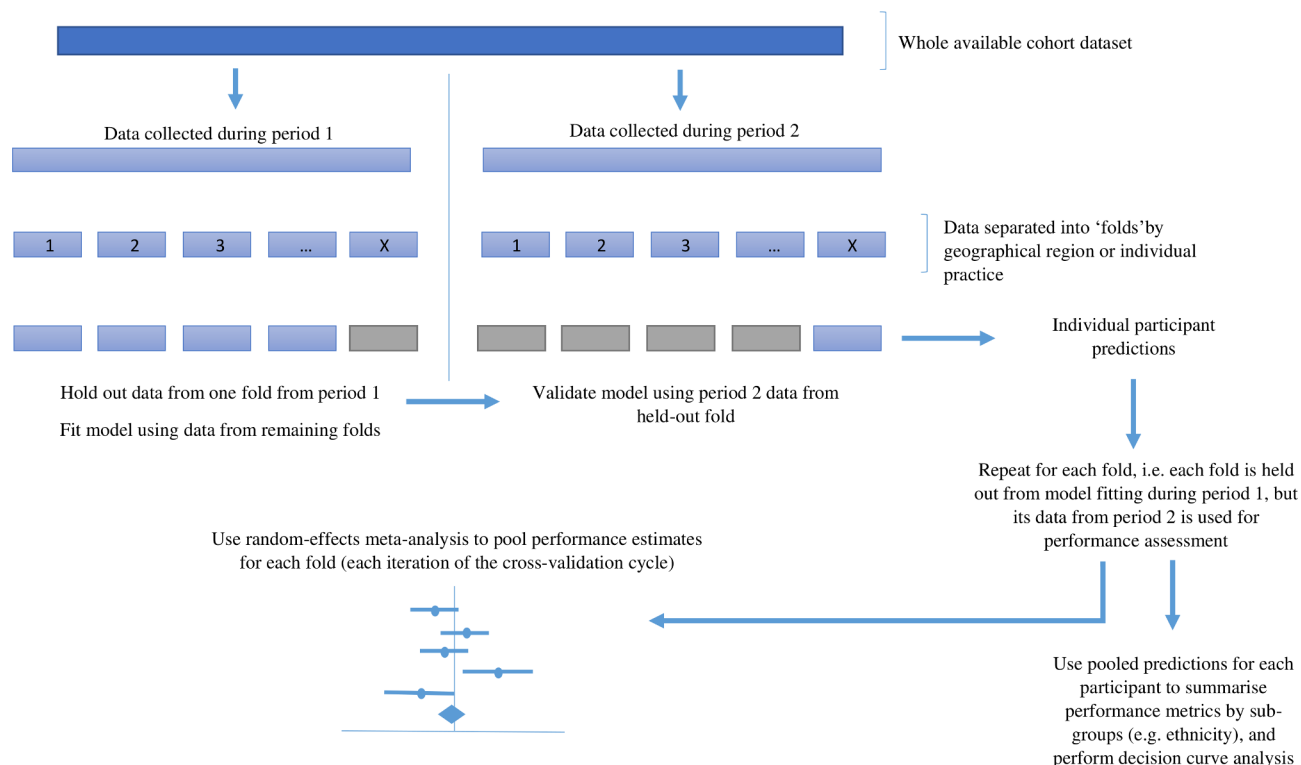 Whole available cohort dataset
Data collected during period 1
Data collected during period 2
1 2 3 ... X
1 2 3 ... X
Data separated into ‘folds’by
geographical region or individual
practice
Individual participant
predictions
Hold out data from one fold from period 1
Fit model using data from remaining folds
Validate model using period 2 data from
held-out fold
Repeat for each fold, i.e. each fold is held
out from model fitting during period 1, but
its data from period 2 is used for
performance assessment
Use random-effects meta-analysis to pool performance estimates
for each fold (each iteration of the cross-validation cycle)
Use pooled predictions for each
participant to summarise
performance metrics by sub-
groups (e.g. ethnicity), and
perform decision curve analysis